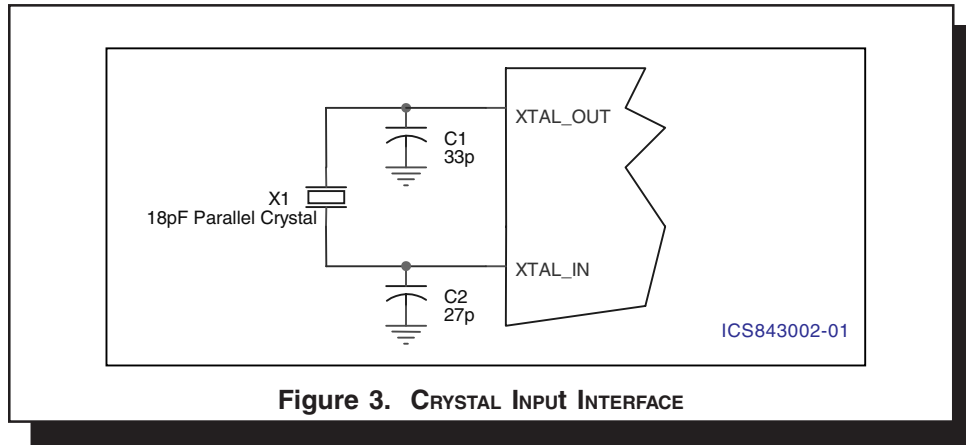 XTAL_OUT
C1
33p
X1
18pF Parallel Crystal
XTAL_IN
C2
27p
ICS843002-01
Figure 3. CRYSTAL INPUt INTERFACE